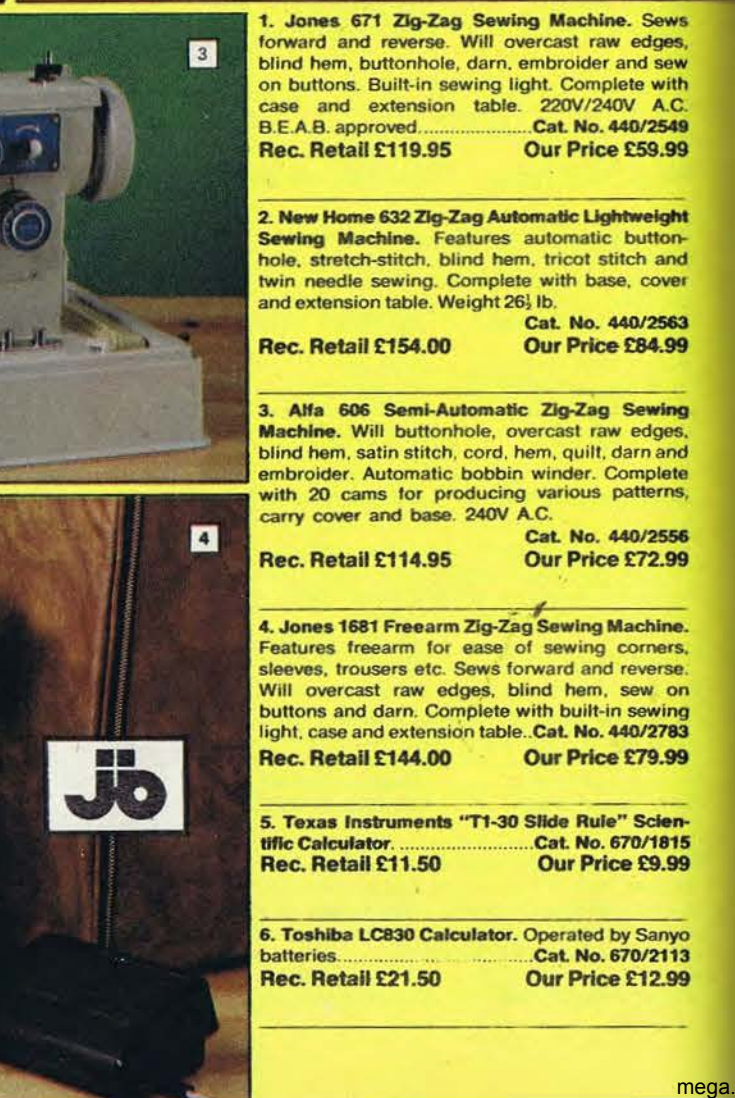 3
1. Jones 671 Zig-Zag Sewing Machine. Sews
forward and reverse. Will overcast raw edges,
blind hem, buttonhole, darn, embroider and sew
on buttons. Built-in sewing light. Complete with
case and extension table. 220V/240V A.C.
B.E.A.B. approved......................Cat. No. 440/2549
Rec. Retail £119.95 Our Price £59.99
2. New Home 632 Zig-Zag Automatic Lightweight
Sewing Machine. Features automatic button-
hole, stretch-stitch, blind hem, tricot stitch and
twin needle sewing. Complete with base, cover
and extension table. Weight 26½ lb.
Cat. No. 440/2563
Rec. Retail £154.00 Our Price £84.99
3. Alfa 606 Semi-Automatic Zig-Zag Sewing
Machine. Will buttonhole, overcast raw edges,
blind hem, satin stitch, cord, hem, quilt, darn and
embroider. Automatic bobbin winder. Complete
with 20 cams for producing various patterns,
carry cover and base. 240V A.C.
Cat. No. 440/2556
Rec. Retail £114.95 Our Price £72.99
4
4. Jones 1681 Freearm Zig-Zag Sewing Machine.
Features freearm for ease of sewing corners,
sleeves, trousers etc. Sews forward and reverse.
Will overcast raw edges, blind hem, sew on
buttons and darn. Complete with built-in sewing
light, case and extension table..Cat. No. 440/2783
Rec. Retail £144.00 Our Price £79.99
jb
5. Texas Instruments "T1-30 Slide Rule" Scien-
tific Calculator. ..........................Cat. No. 670/1815
Rec. Retail £11.50 Our Price £9.99
6. Toshiba LC830 Calculator. Operated by Sanyo
batteries.....................................Cat. No. 670/2113
Rec. Retail £21.50 Our Price £12.99
mega.